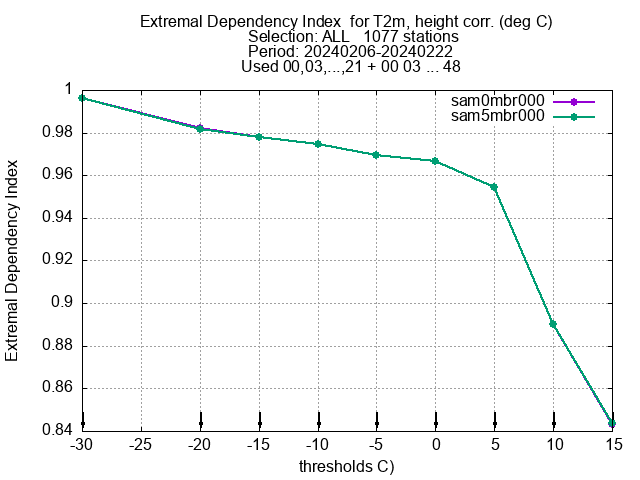 Extremal Dependency Index  for T2m, height corr. (deg C)
Selection: ALL   1077 stations
Period: 20240206-20240222
Used 00,03,...,21 + 00 03 ... 48
sam0mbr000
sam5mbr000
Extremal Dependency Index
1
0.98
0.96
0.94
0.92
0.9
0.88
0.86
0.84
-30 -25 -20 -15 -10 -5 0 5 10 15
thresholds C)